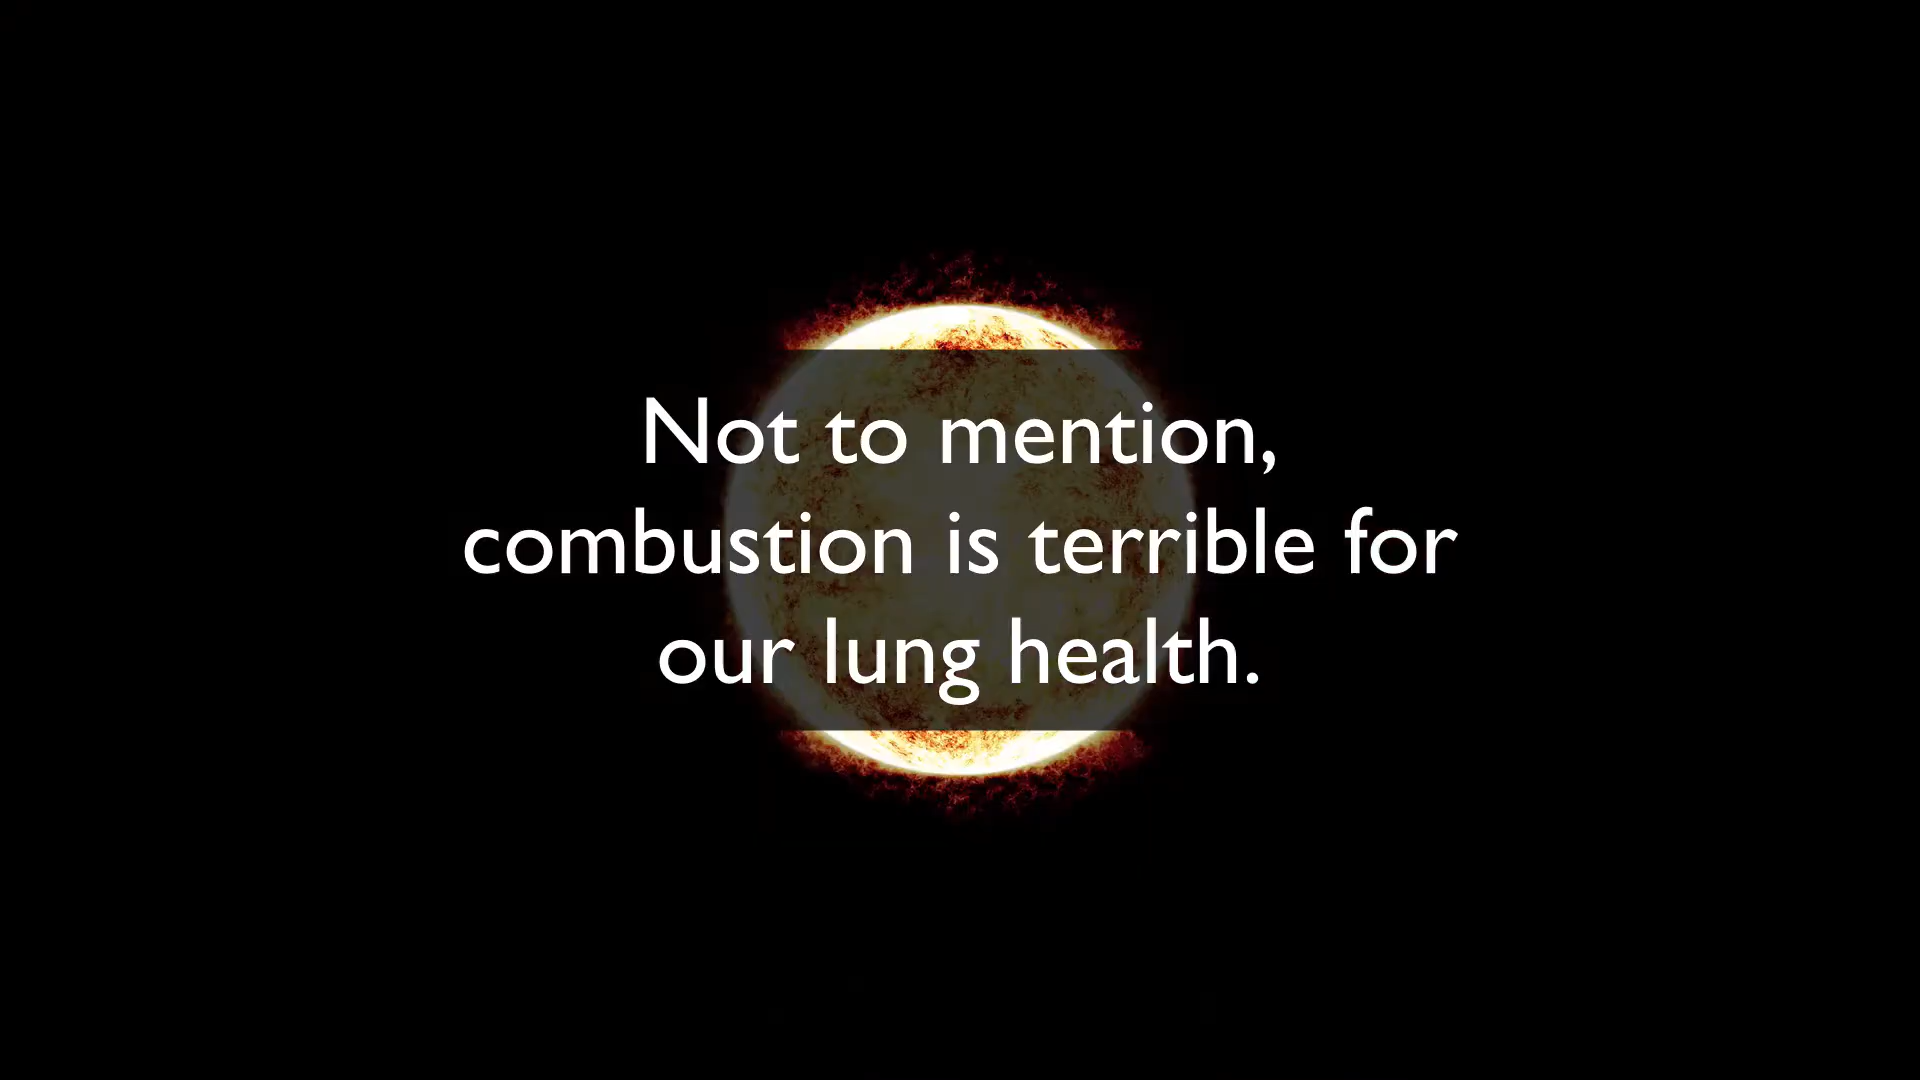 Not to mention,
combustion is terrible for
our lung health.